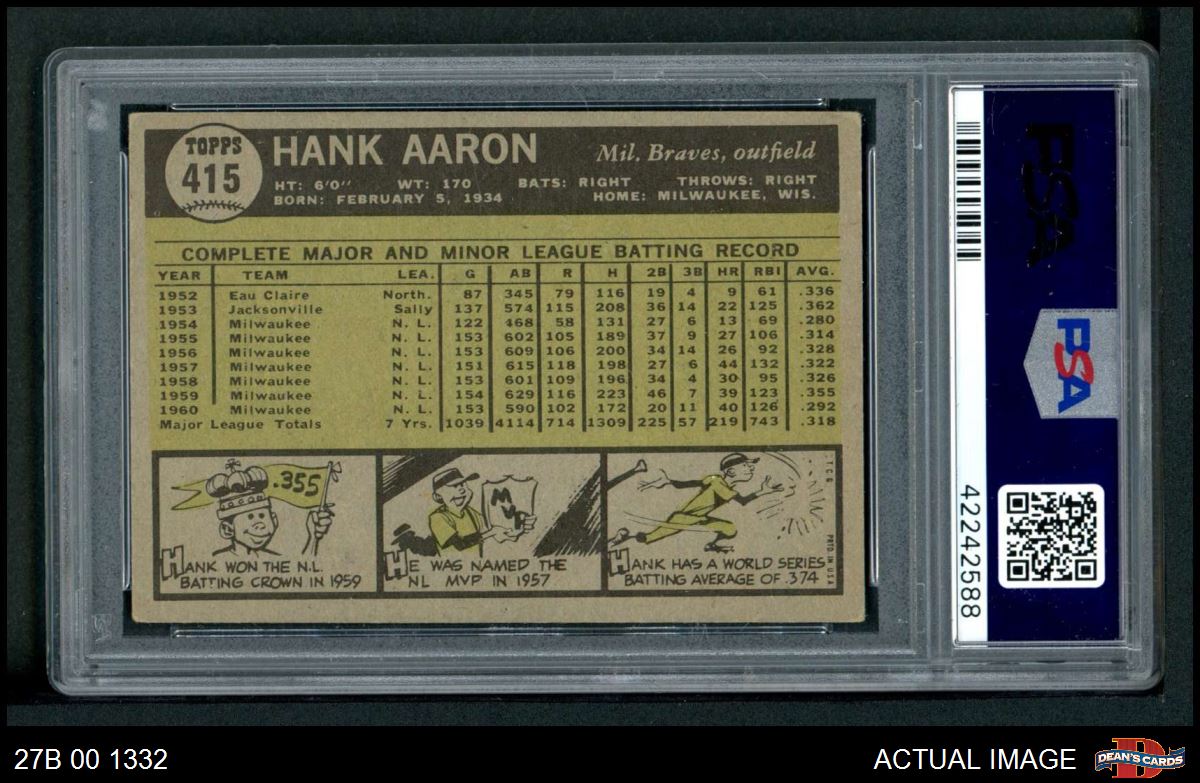 TOPPS
415
HANK AARON
Mil. Braves, outfield
HT: 6'0" WT: 170 BATS: RIGHT THROWS: RIGHT
BORN: FEBRUARY 5, 1934 HOME: MILWAUKEE, WIS.
COMPLETE MAJOR AND MINOR LEAGUE BATTING RECORD
YEAR TEAM LEA. G AB R H 2B 3B HR RBI AVG.
1952 Eau Claire North. 87 345 79 116 19 4 9 61 .336
1953 Jacksonville Sally 137 574 115 208 36 14 22 125 .362
1954 Milwaukee N. L. 122 468 58 131 27 6 13 69 .280
1955 Milwaukee N. L. 153 602 105 189 37 9 27 106 .314
1956 Milwaukee N. L. 153 609 106 200 34 14 26 92 .328
1957 Milwaukee N. L. 151 615 118 198 27 6 44 132 .322
1958 Milwaukee N. L. 153 601 109 196 34 4 30 95 .326
1959 Milwaukee N. L. 154 629 116 223 46 7 39 123 .355
1960 Milwaukee N. L. 153 590 102 172 20 11 40 126 .292
Major League Totals 7 Yrs. 1039 4114 714 1309 225 57 219 743 .318
.355
HANK WON THE N.L.
BATTING CROWN IN 1959
MVP
HE WAS NAMED THE
NL MVP IN 1957
HANK HAS A WORLD SERIES
BATTING AVERAGE OF .374
T.C.G.
PRTD. IN U.S.A.
PSA
PSA
42242588
27B 00 1332
ACTUAL IMAGE
DEAN'S CARDS